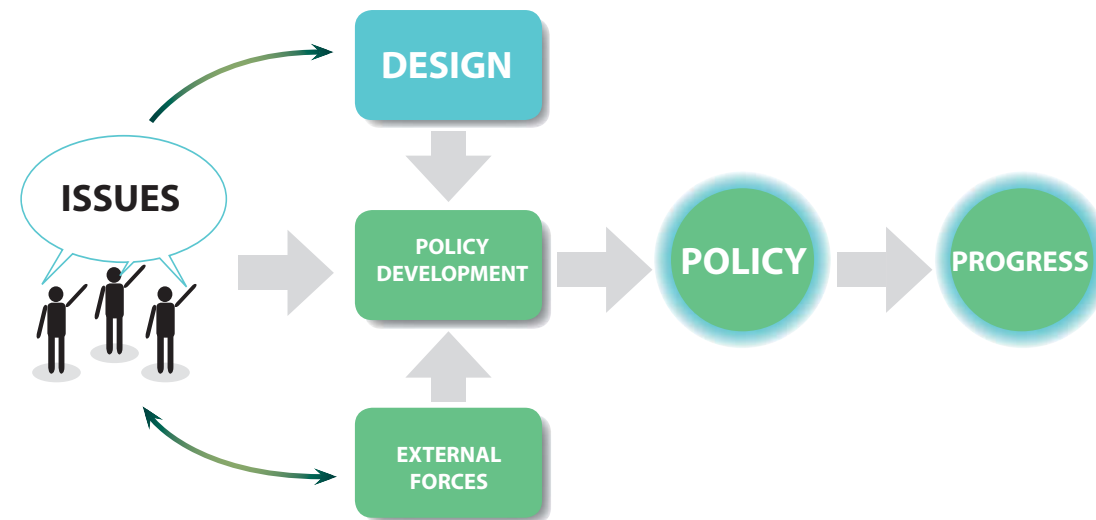 DESIGN
ISSUES
POLICY
DEVELOPMENT
POLICY
PROGRESS
EXTERNAL
FORCES